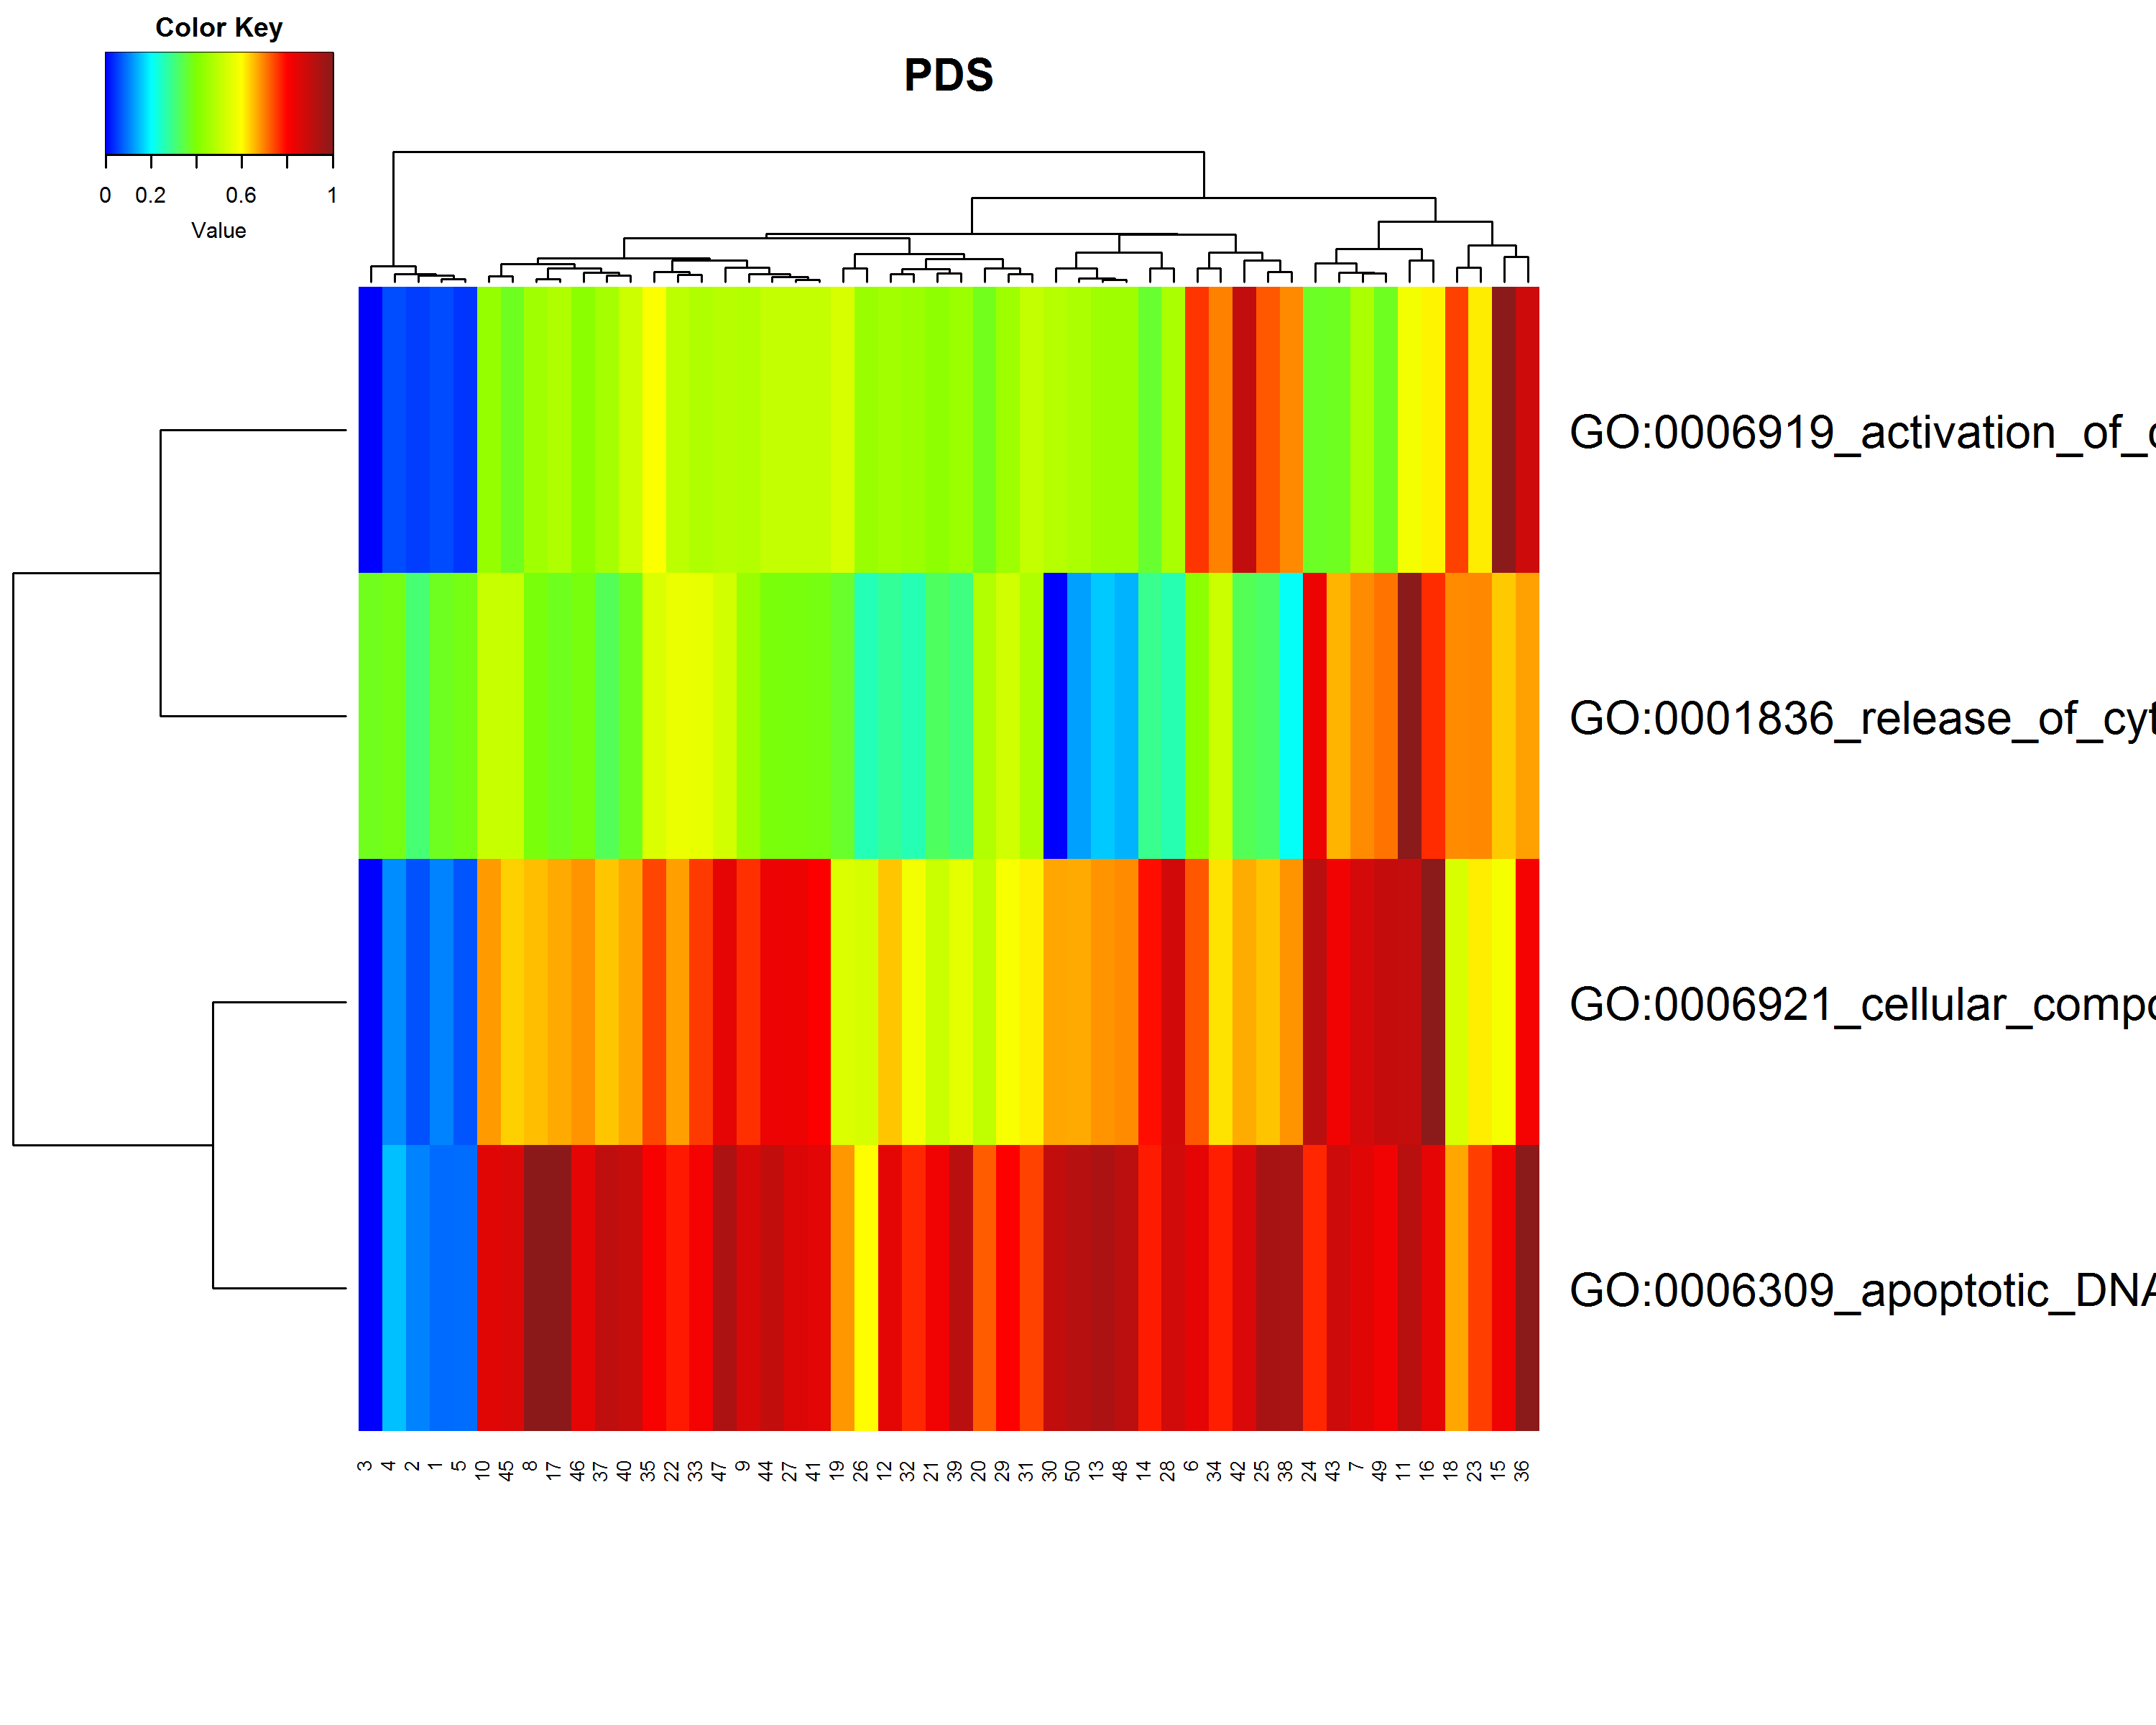 Color Key
0 0.2 0.6 1
Value
PDS
GO:0006919_activation_of_
GO:0001836_release_of_cyt
GO:0006921_cellular_comp
GO:0006309_apoptotic_DNA
3 4 2 1 5 10 45 8 17 46 37 40 35 22 33 47 9 44 27 41 19 26 12 32 21 39 20 29 31 30 50 13 48 14 28 6 34 42 25 38 24 43 7 49 11 16 18 23 15 36